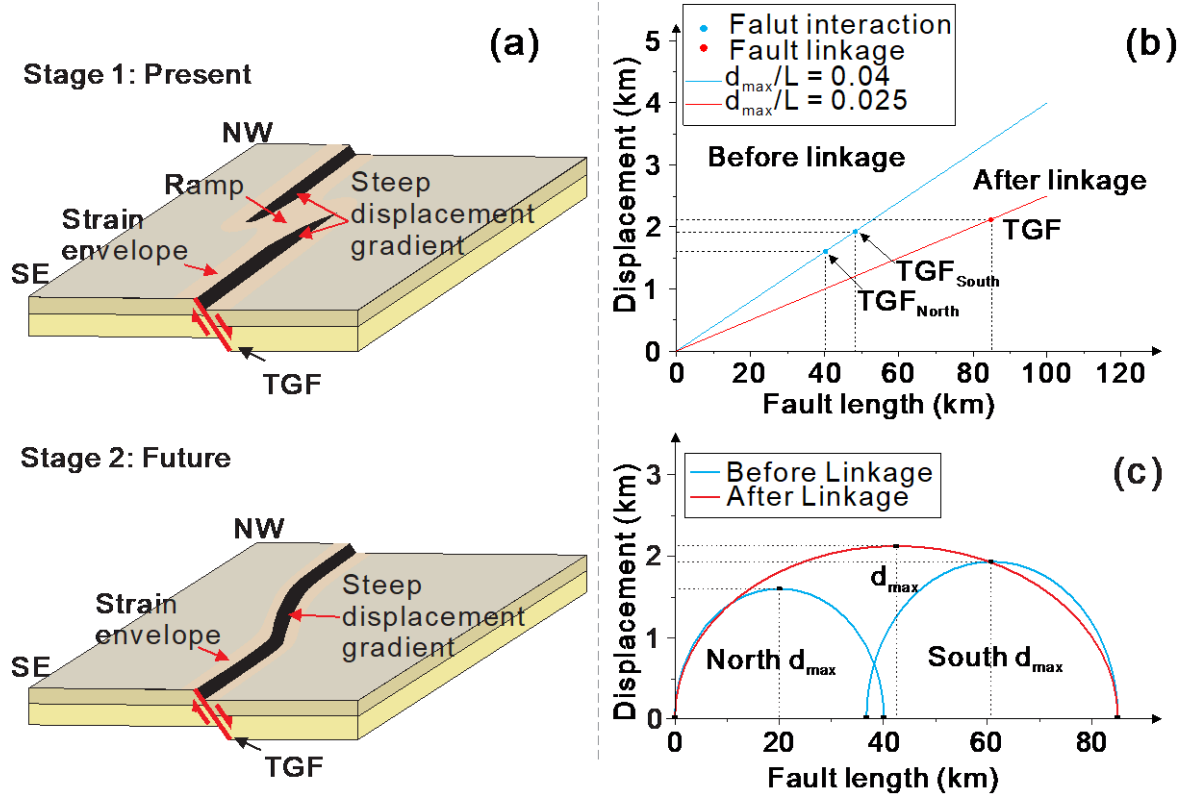 (a)
Stage 1: Present
NW
Ramp
Steep
displacement
gradient
Strain
envelope
SE
TGF
Stage 2: Future
NW
Steep
displacement
gradient
Strain
envelope
SE
TGF
(b)
Falut interaction
Fault linkage
dmax/L = 0.04
dmax/L = 0.025
Before linkage
After linkage
TGF
TGFSouth
TGFNorth
Displacement (km)
5
4
3
2
1
0
0 20 40 60 80 100 120
Fault length (km)
(c)
Before Linkage
After Linkage
dmax
North dmax
South dmax
Displacement (km)
3
2
1
0
0 20 40 60 80
Fault length (km)